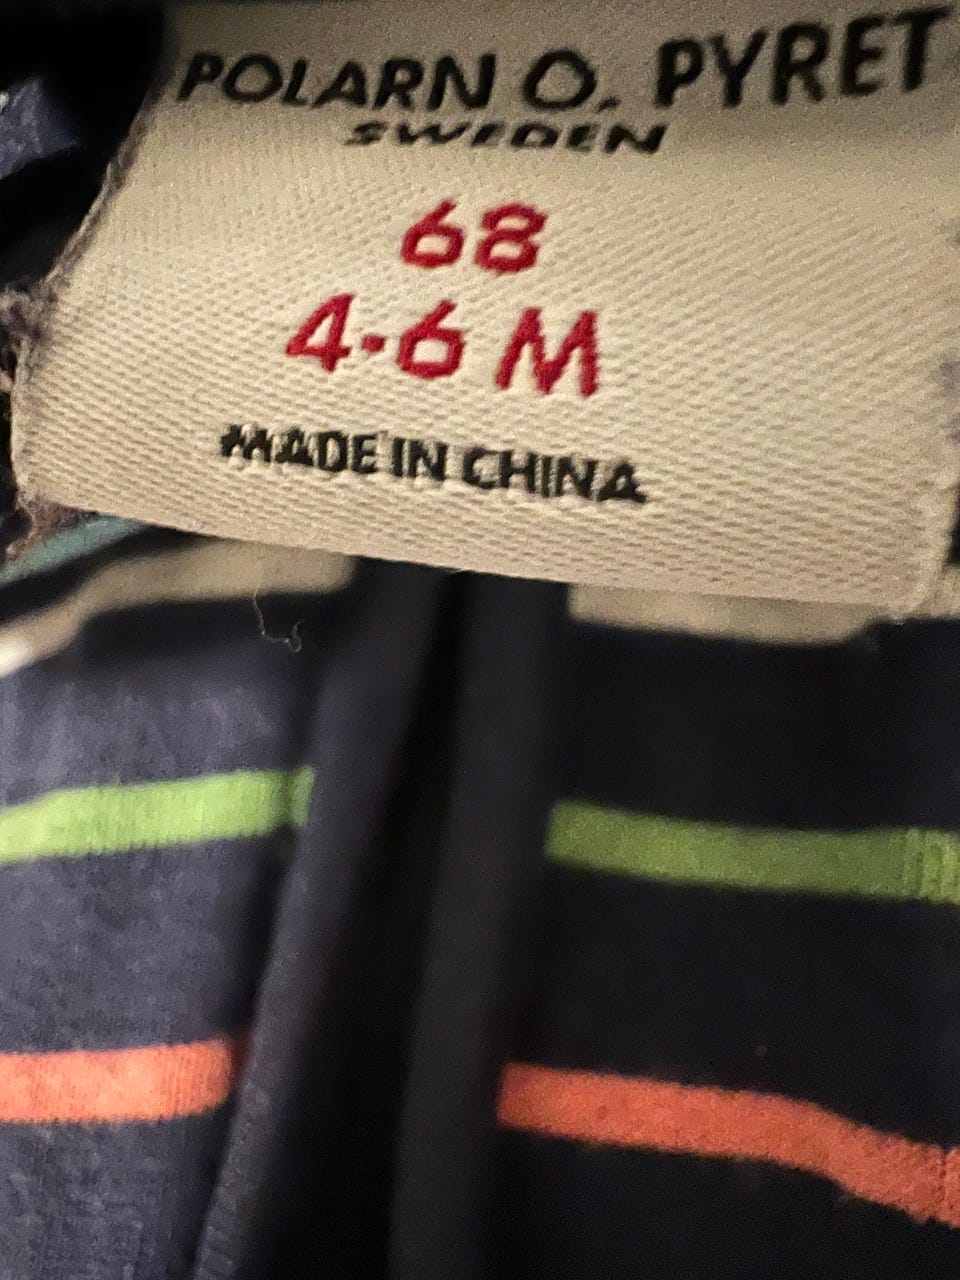 POLARN O. PYRET
SWEDEN
68
4-6 M
MADE IN CHINA